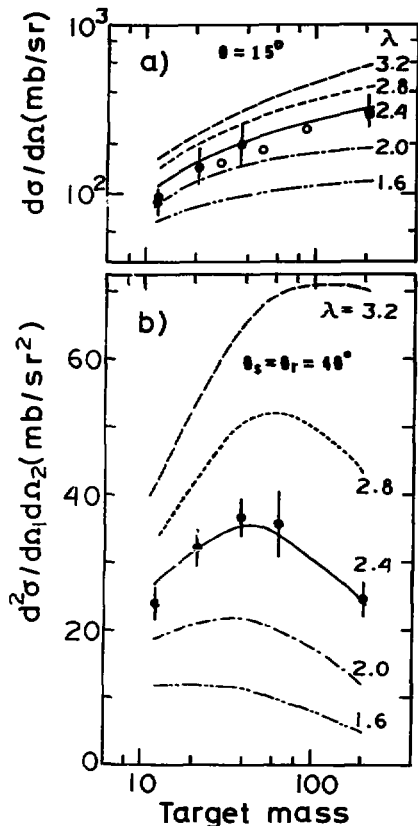 10³
a)
θ = 15°
λ
3.2
2.8
2.4
2.0
1.6
10²
dσ/dΩ(mb/sr)
b)
λ = 3.2
θₛ = θᵣ = 40°
60
2.8
40
2.4
20
2.0
1.6
0
d²σ/dΩ₁dΩ₂(mb/sr²)
10
100
Target mass